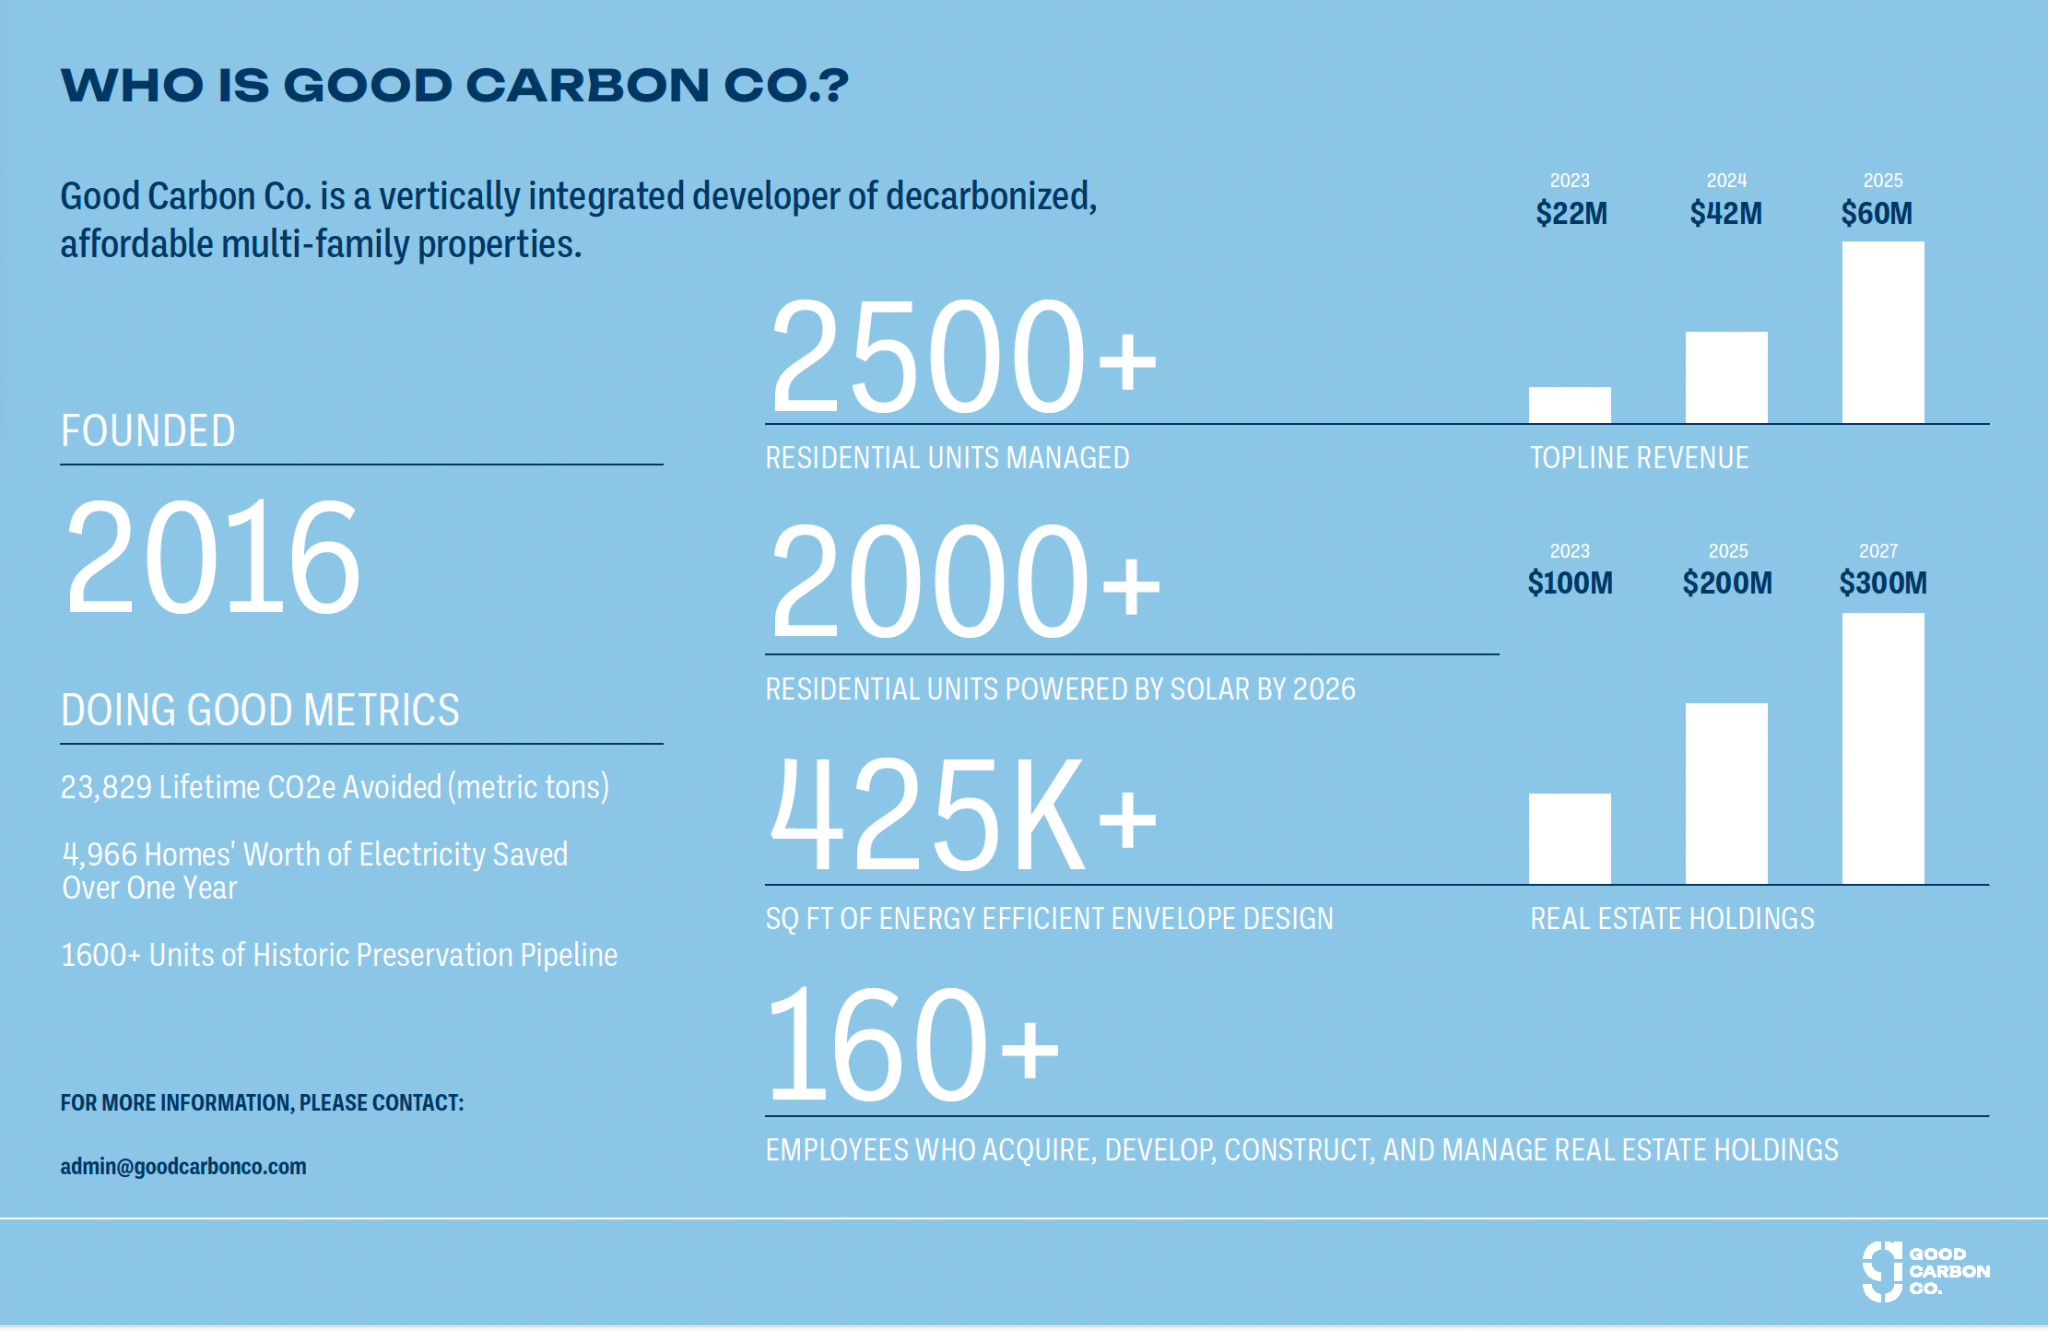 WHO IS GOOD CARBON CO.?
Good Carbon Co. is a vertically integrated developer of decarbonized,
affordable multi-family properties.
FOUNDED
2016
DOING GOOD METRICS
23,829 Lifetime CO2e Avoided (metric tons)
4,966 Homes' Worth of Electricity Saved
Over One Year
1600+ Units of Historic Preservation Pipeline
FOR MORE INFORMATION, PLEASE CONTACT:
admin@goodcarbonco.com
2500+
RESIDENTIAL UNITS MANAGED
2000+
RESIDENTIAL UNITS POWERED BY SOLAR BY 2026
425K+
SQ FT OF ENERGY EFFICIENT ENVELOPE DESIGN
160+
EMPLOYEES WHO ACQUIRE, DEVELOP, CONSTRUCT, AND MANAGE REAL ESTATE HOLDINGS
2023 2024 2025
$22M $42M $60M
TOPLINE REVENUE
2023 2025 2027
$100M $200M $300M
REAL ESTATE HOLDINGS
GOOD
CARBON
CO.